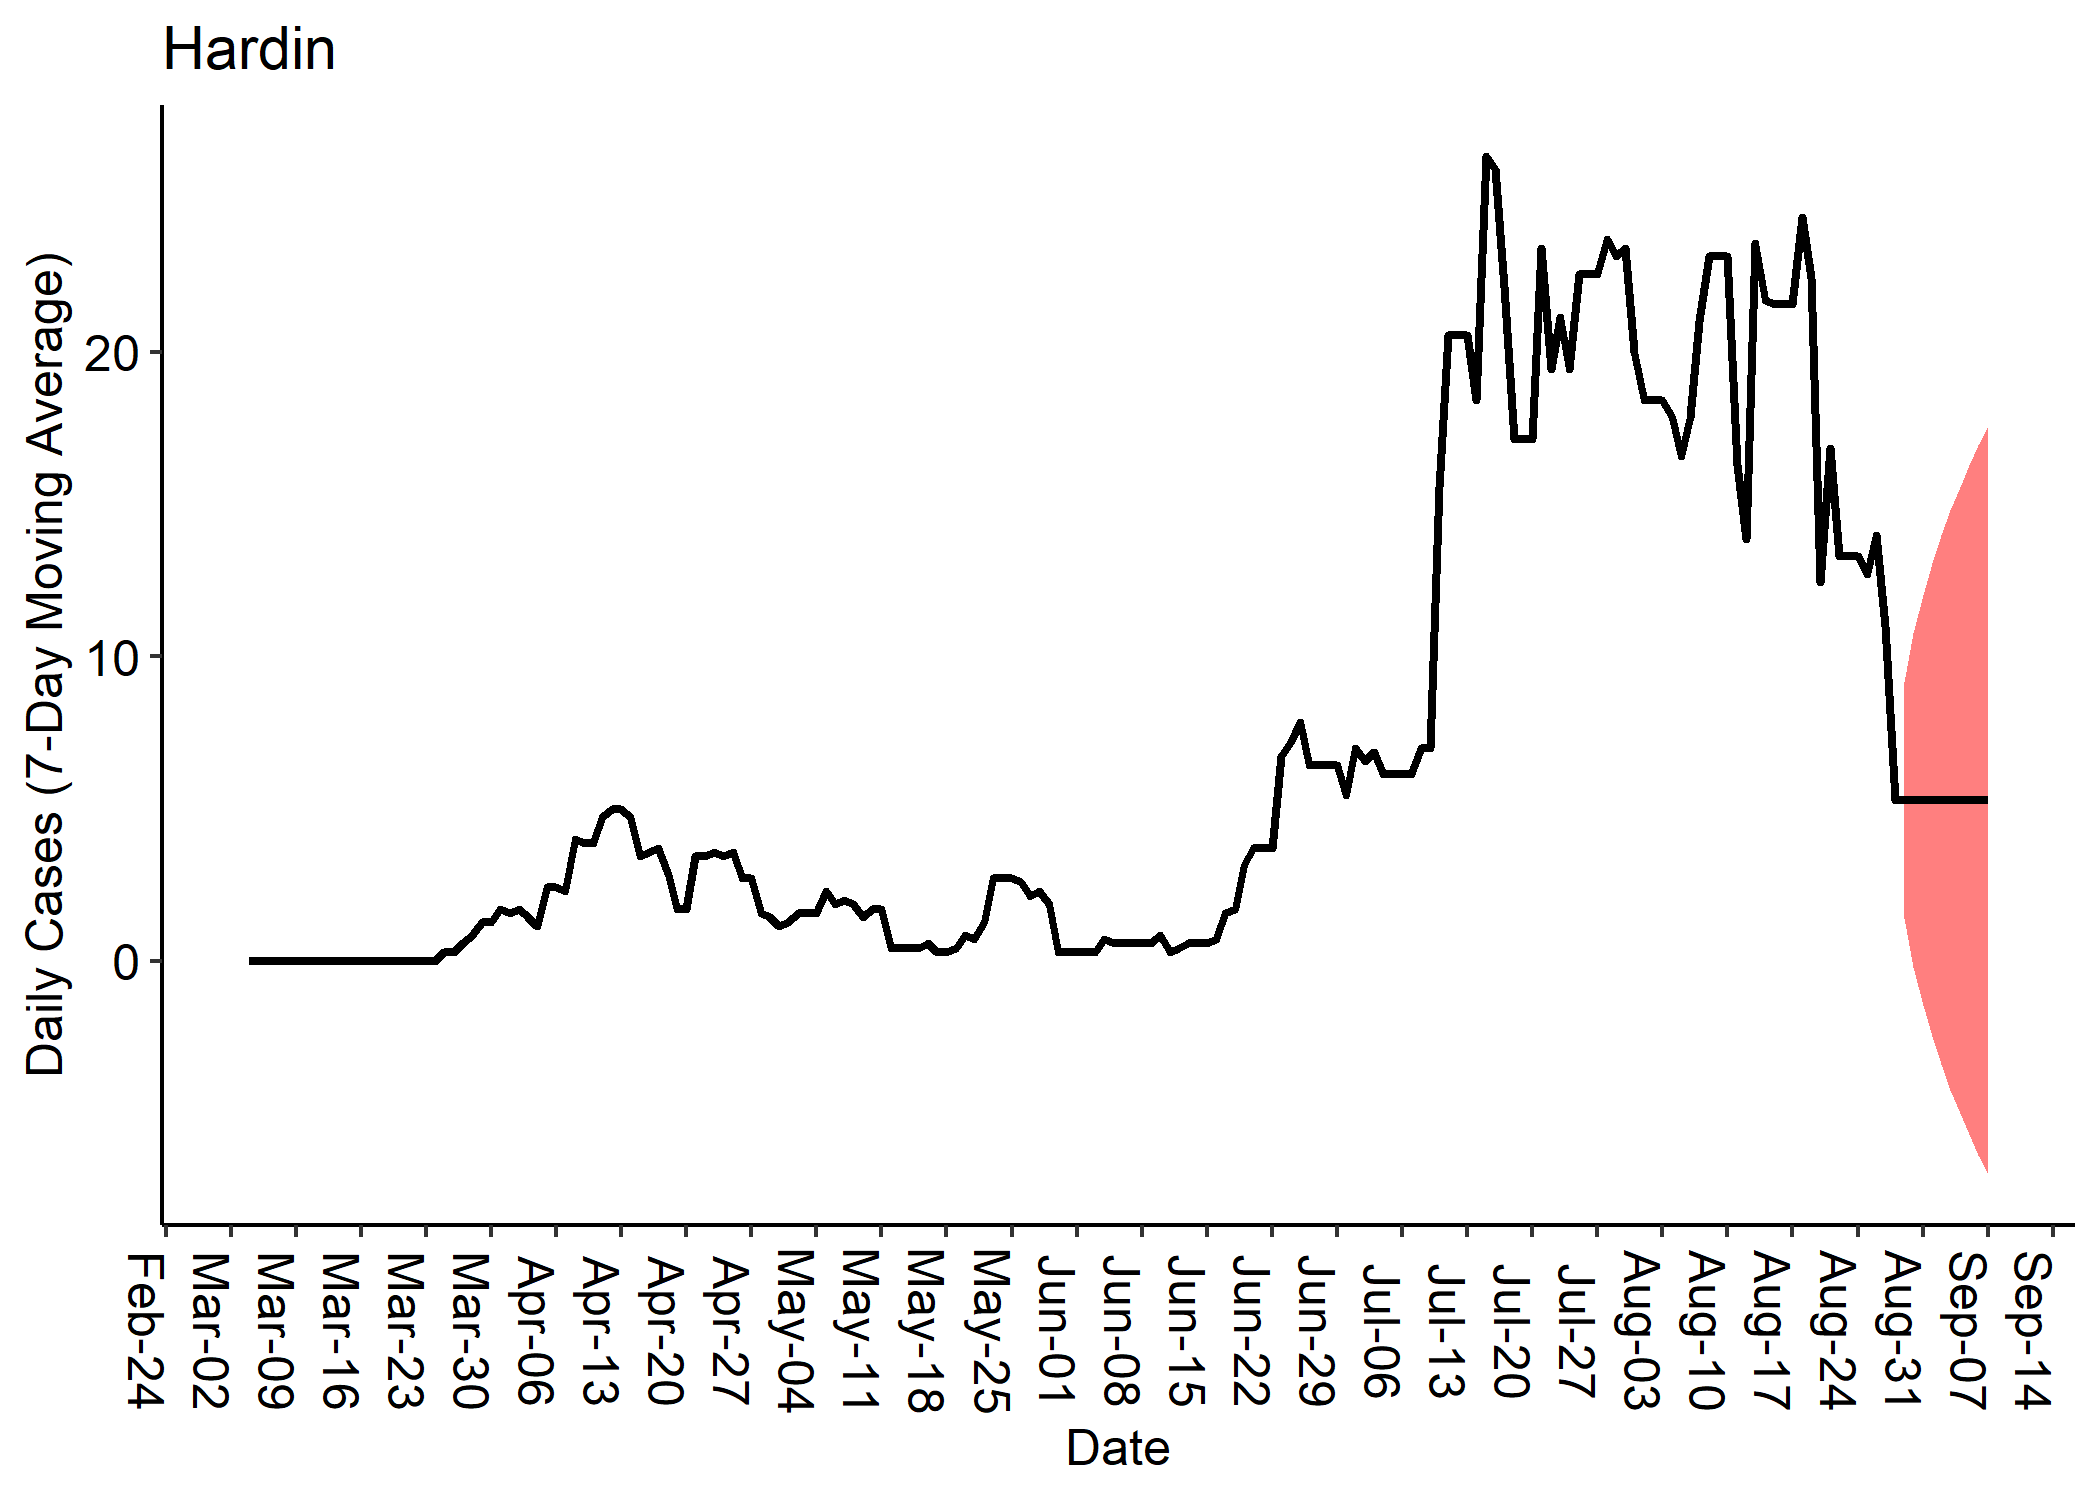 Hardin
Daily Cases (7-Day Moving Average)
20
10
0
Feb-24
Mar-02
Mar-09
Mar-16
Mar-23
Mar-30
Apr-06
Apr-13
Apr-20
Apr-27
May-04
May-11
May-18
May-25
Jun-01
Jun-08
Jun-15
Jun-22
Jun-29
Jul-06
Jul-13
Jul-20
Jul-27
Aug-03
Aug-10
Aug-17
Aug-24
Aug-31
Sep-07
Sep-14
Date